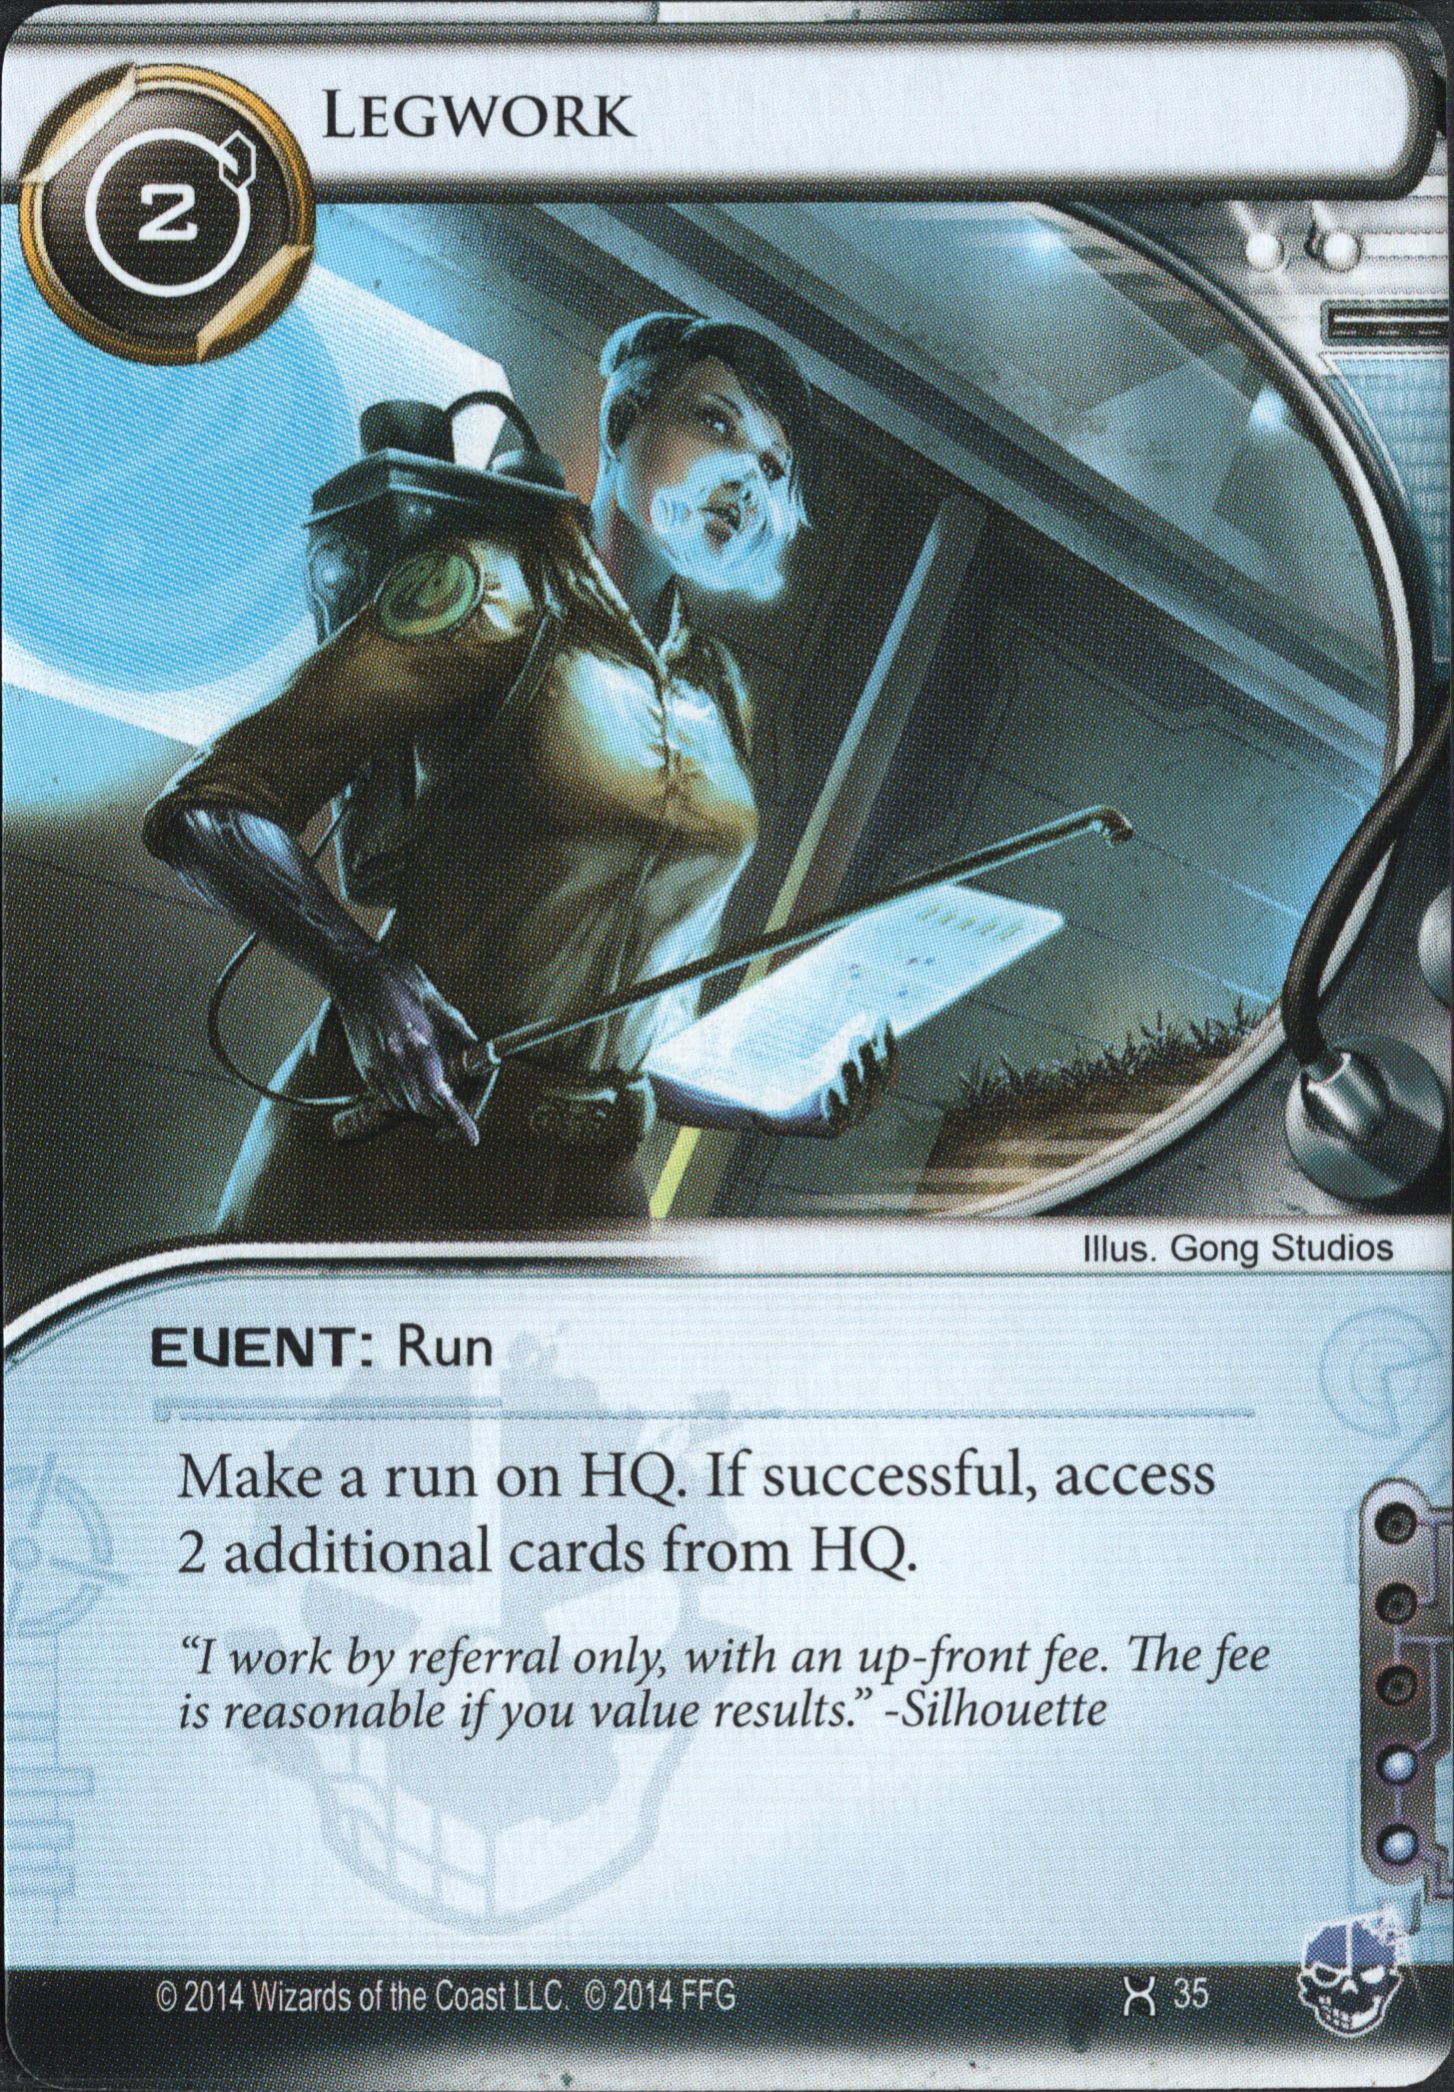 2
LEGWORK
Illus. Gong Studios
EVENT: Run
Make a run on HQ. If successful, access
2 additional cards from HQ.
“I work by referral only, with an up-front fee. The fee
is reasonable if you value results.” -Silhouette
© 2014 Wizards of the Coast LLC. © 2014 FFG
35